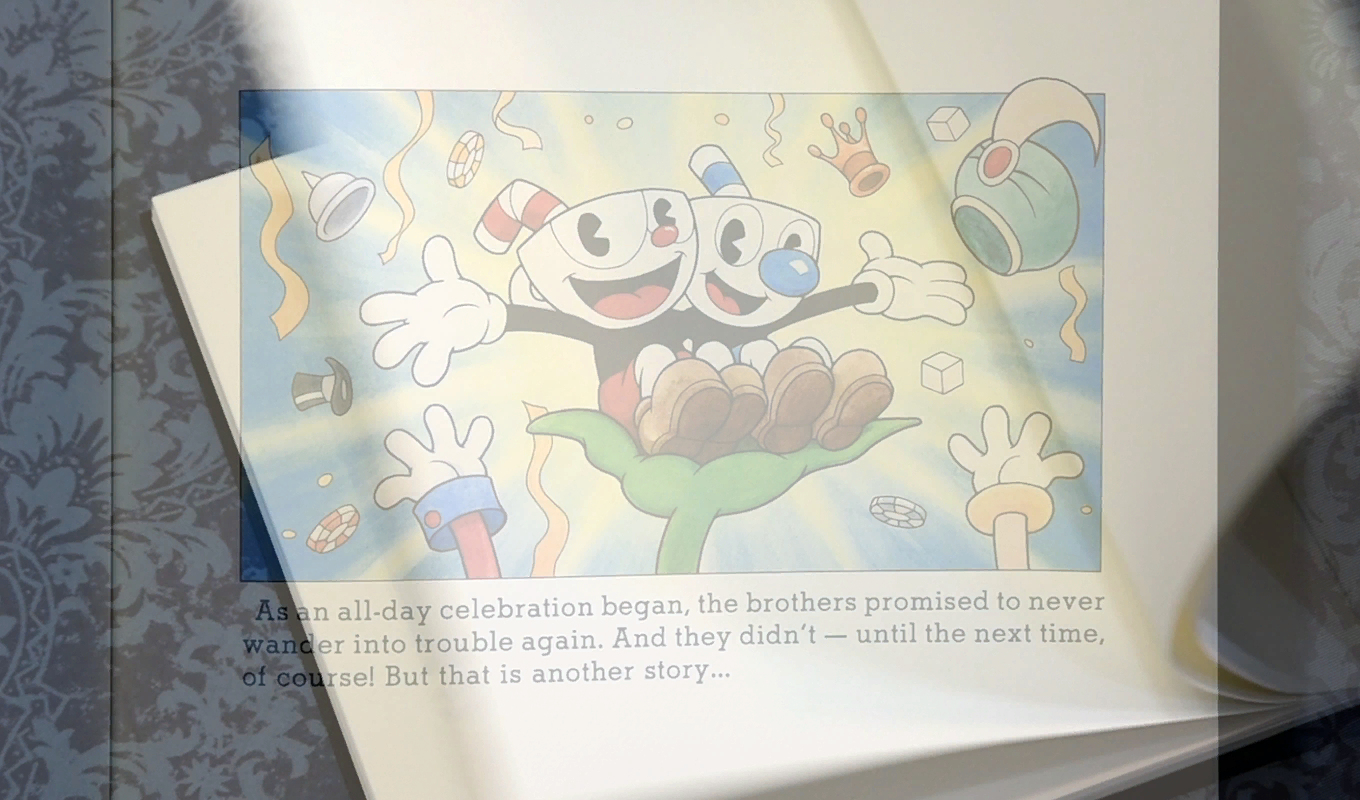 As an all-day celebration began, the brothers promised to never
wander into trouble again. And they didn't — until the next time,
of course! But that is another story...